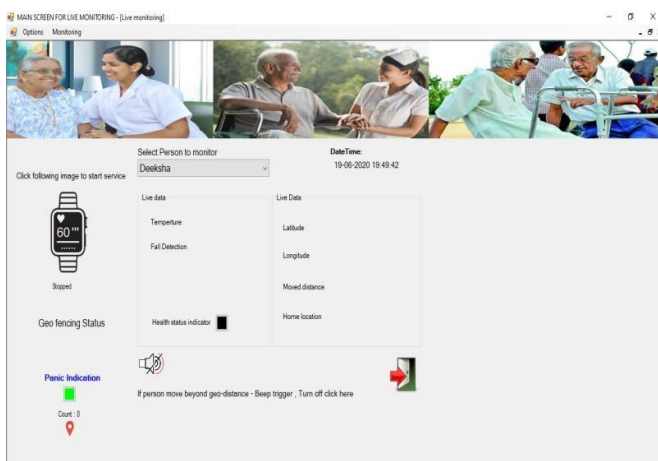 MAIN SCREEN FOR LIVE MONITORING - [Live monitoring]
Options Monitoring
Select Person to monitor
DateTime:
Deeksha
19-06-2020 19:49:42
Click following image to start service
Live data
Live Data
60
Temperture
Latitude
Fall Detection
Longitude
Stopped
Moved distance
Geo fencing Status
Health status indicator
Home location
Panic Indication
If person move beyond geo-distance - Beep trigger , Turn off click here
Count : 0